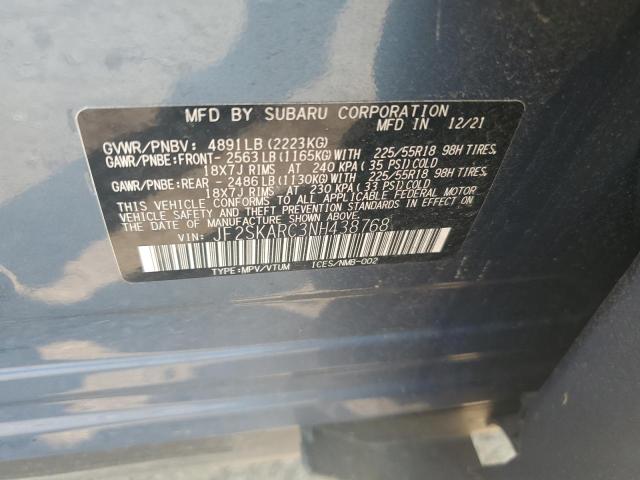 MFD BY SUBARU CORPORATION
MFD IN 12/21
GVWR/PNBV: 4891LB(2223KG)
GAWR/PNBE:FRONT- 2563LB(1165KG)WITH 225/55R18 98H TIRES,
18X7J RIMS AT 240 KPA (35 PSI)COLD
GAWR/PNBE:REAR - 2486LB(1130KG)WITH 225/55R18 98H TIRES,
18X7J RIMS AT 230 KPA (33 PSI)COLD
THIS VEHICLE CONFORMS TO ALL APPLICABLE FEDERAL MOTOR
VEHICLE SAFETY AND THEFT PREVENTION STANDARDS IN EFFECT ON
THE DATE OF MANUFACTURE SHOWN ABOVE.
VIN: JF2SKARC3NH438768
TYPE:MPV/VTUM ICES/NMB-002